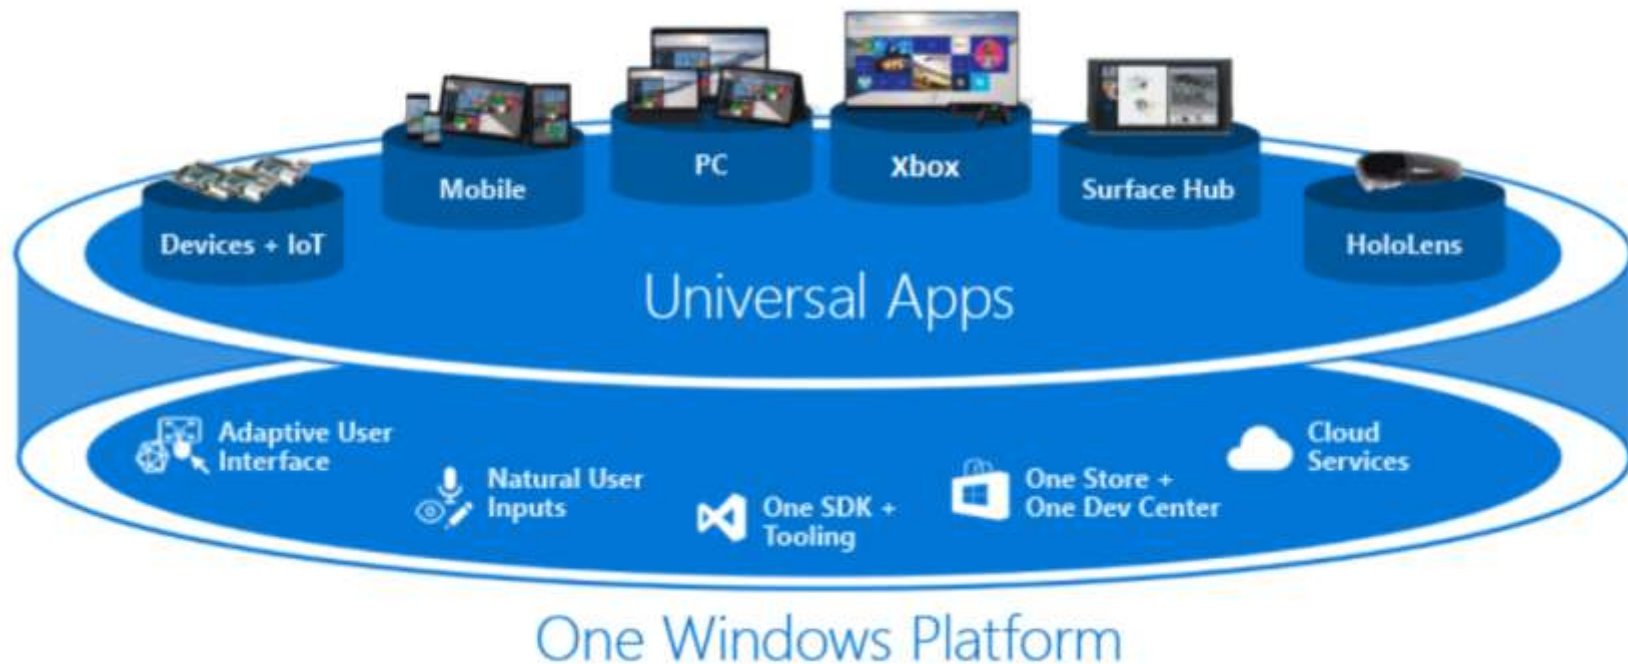 PC
Xbox
Mobile
Surface Hub
Devices + IoT
HoloLens
Universal Apps
Adaptive User
Interface
Natural User
Inputs
One SDK +
Tooling
One Store +
One Dev Center
Cloud
Services
One Windows Platform